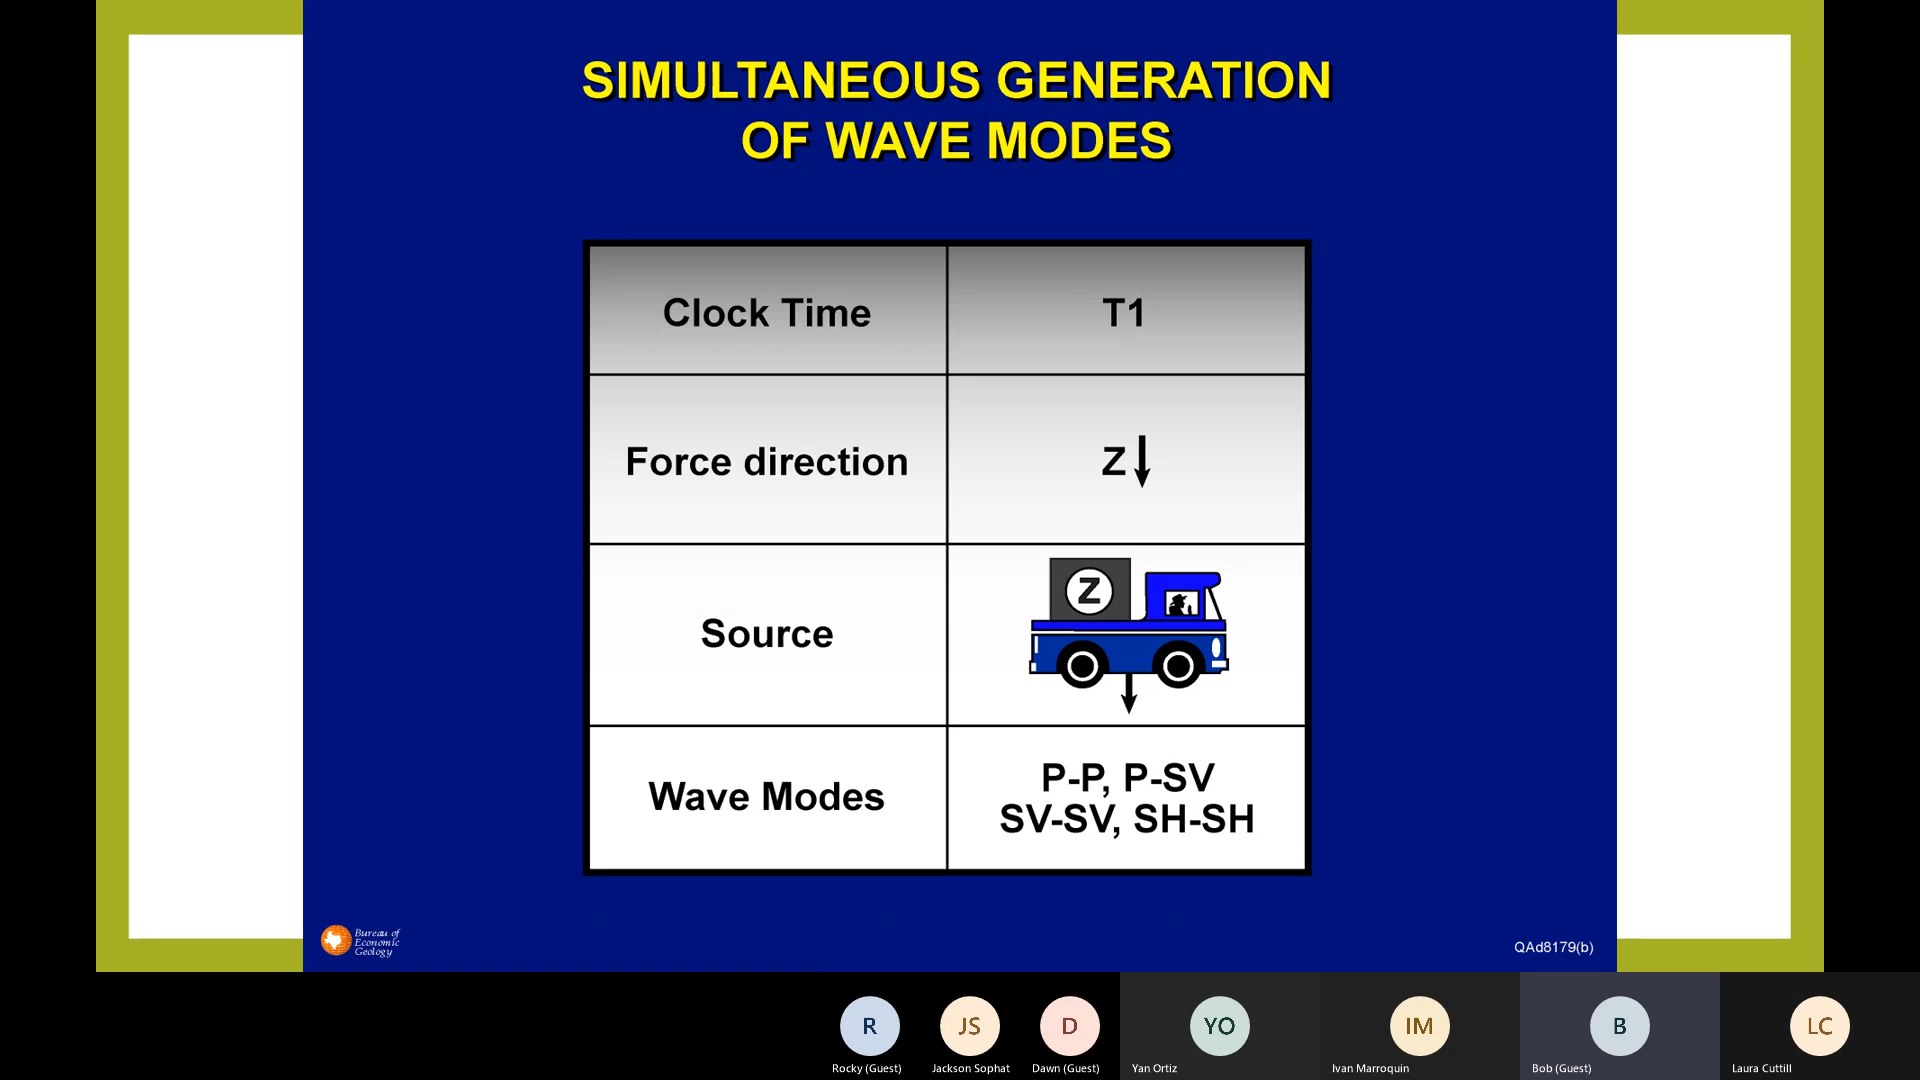 SIMULTANEOUS GENERATION
OF WAVE MODES
Clock Time
T1
Force direction
Z
Source
Z
Wave Modes
P-P, P-SV
SV-SV, SH-SH
Bureau of
Economic
Geology
QAd8179(b)
R
JS
D
YO
IM
B
LC
Rocky (Guest)
Jackson Sophat
Dawn (Guest)
Yan Ortiz
Ivan Marroquin
Bob (Guest)
Laura Cuttill